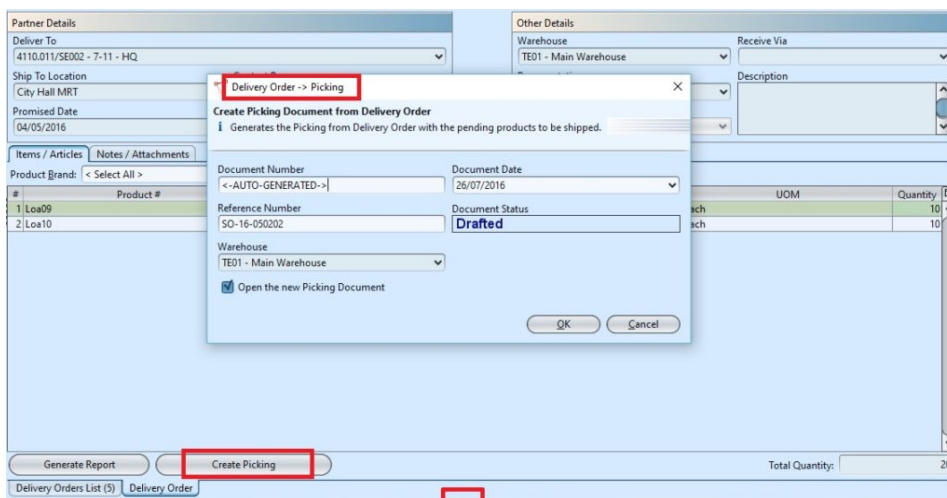 Partner Details
Other Details
Deliver To
Warehouse
Receive Via
4110.011/SE002 - 7-11 - HQ
TE01 - Main Warehouse
Ship To Location
Description
City Hall MRT
Delivery Order -> Picking
Promised Date
Create Picking Document from Delivery Order
04/05/2016
i Generates the Picking from Delivery Order with the pending products to be shipped.
Items / Articles
Notes / Attachments
Product Brand: < Select All >
Document Number
Document Date
<-AUTO-GENERATED->
26/07/2016
# Product # UOM Quantity
Reference Number
Document Status
1 Loa09 ach 10
SO-16-050202
Drafted
2 Loa10 ach 10
Warehouse
TE01 - Main Warehouse
Open the new Picking Document
OK
Cancel
Generate Report
Create Picking
Total Quantity:
Delivery Orders List (5)
Delivery Order